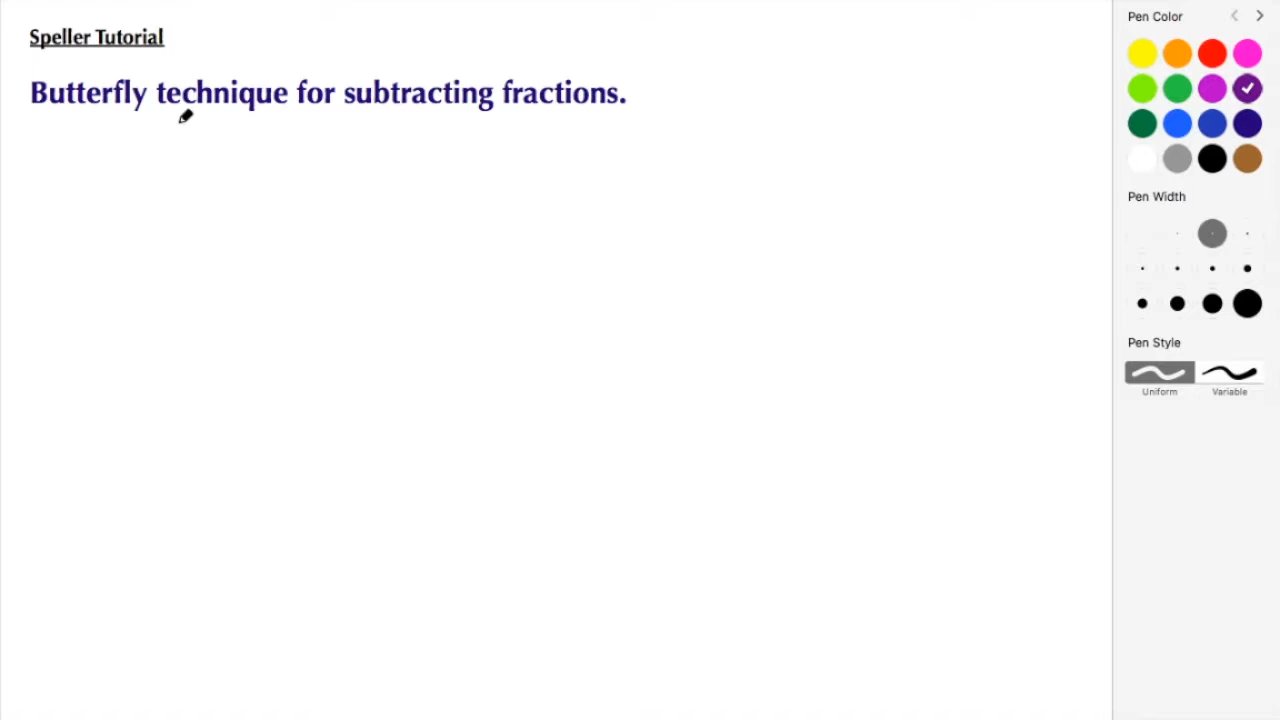 Speller Tutorial
Butterfly technique for subtracting fractions.
Pen Color
Pen Width
Pen Style
Uniform
Variable